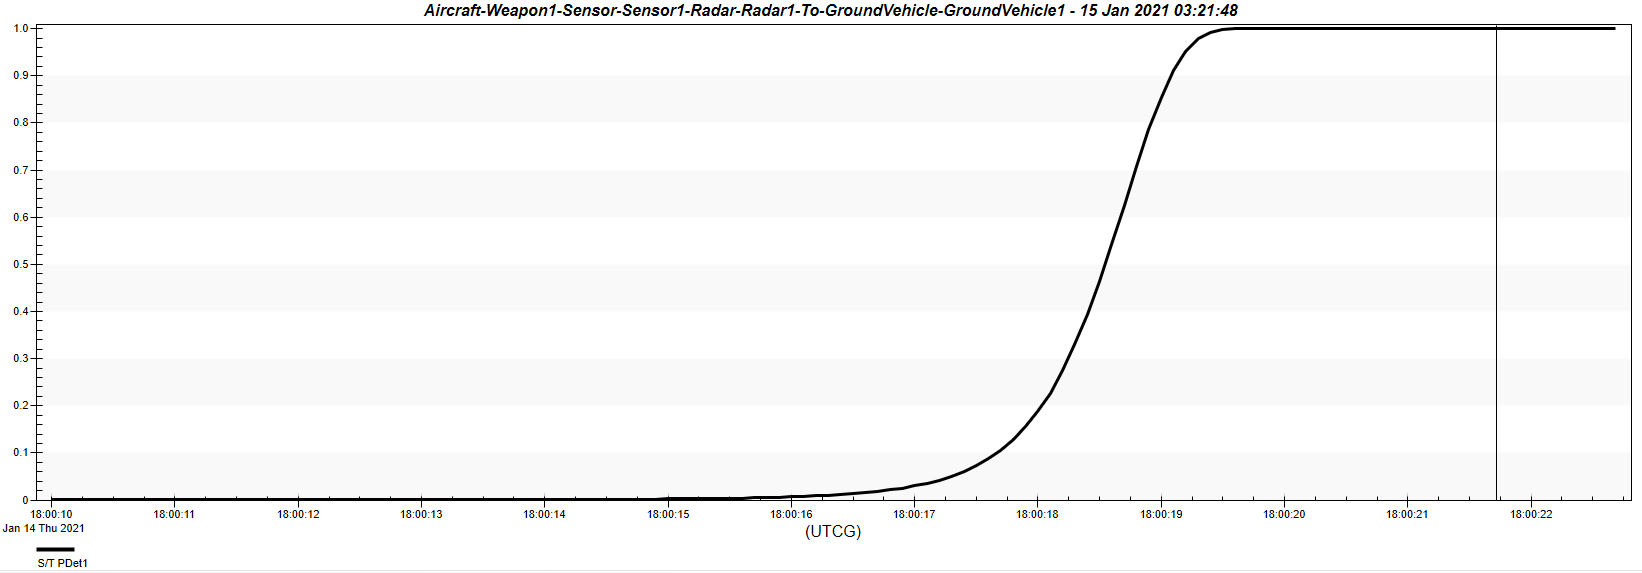 Aircraft-Weapon1-Sensor-Sensor1-Radar-Radar1-To-GroundVehicle-GroundVehicle1 - 15 Jan 2021 03:21:48
1.0
0.9
0.8
0.7
0.6
0.5
0.4
0.3
0.2
0.1
0
18:00:10 18:00:11 18:00:12 18:00:13 18:00:14 18:00:15 18:00:16 18:00:17 18:00:18 18:00:19 18:00:20 18:00:21 18:00:22
Jan 14 Thu 2021
(UTCG)
S/T PDet1